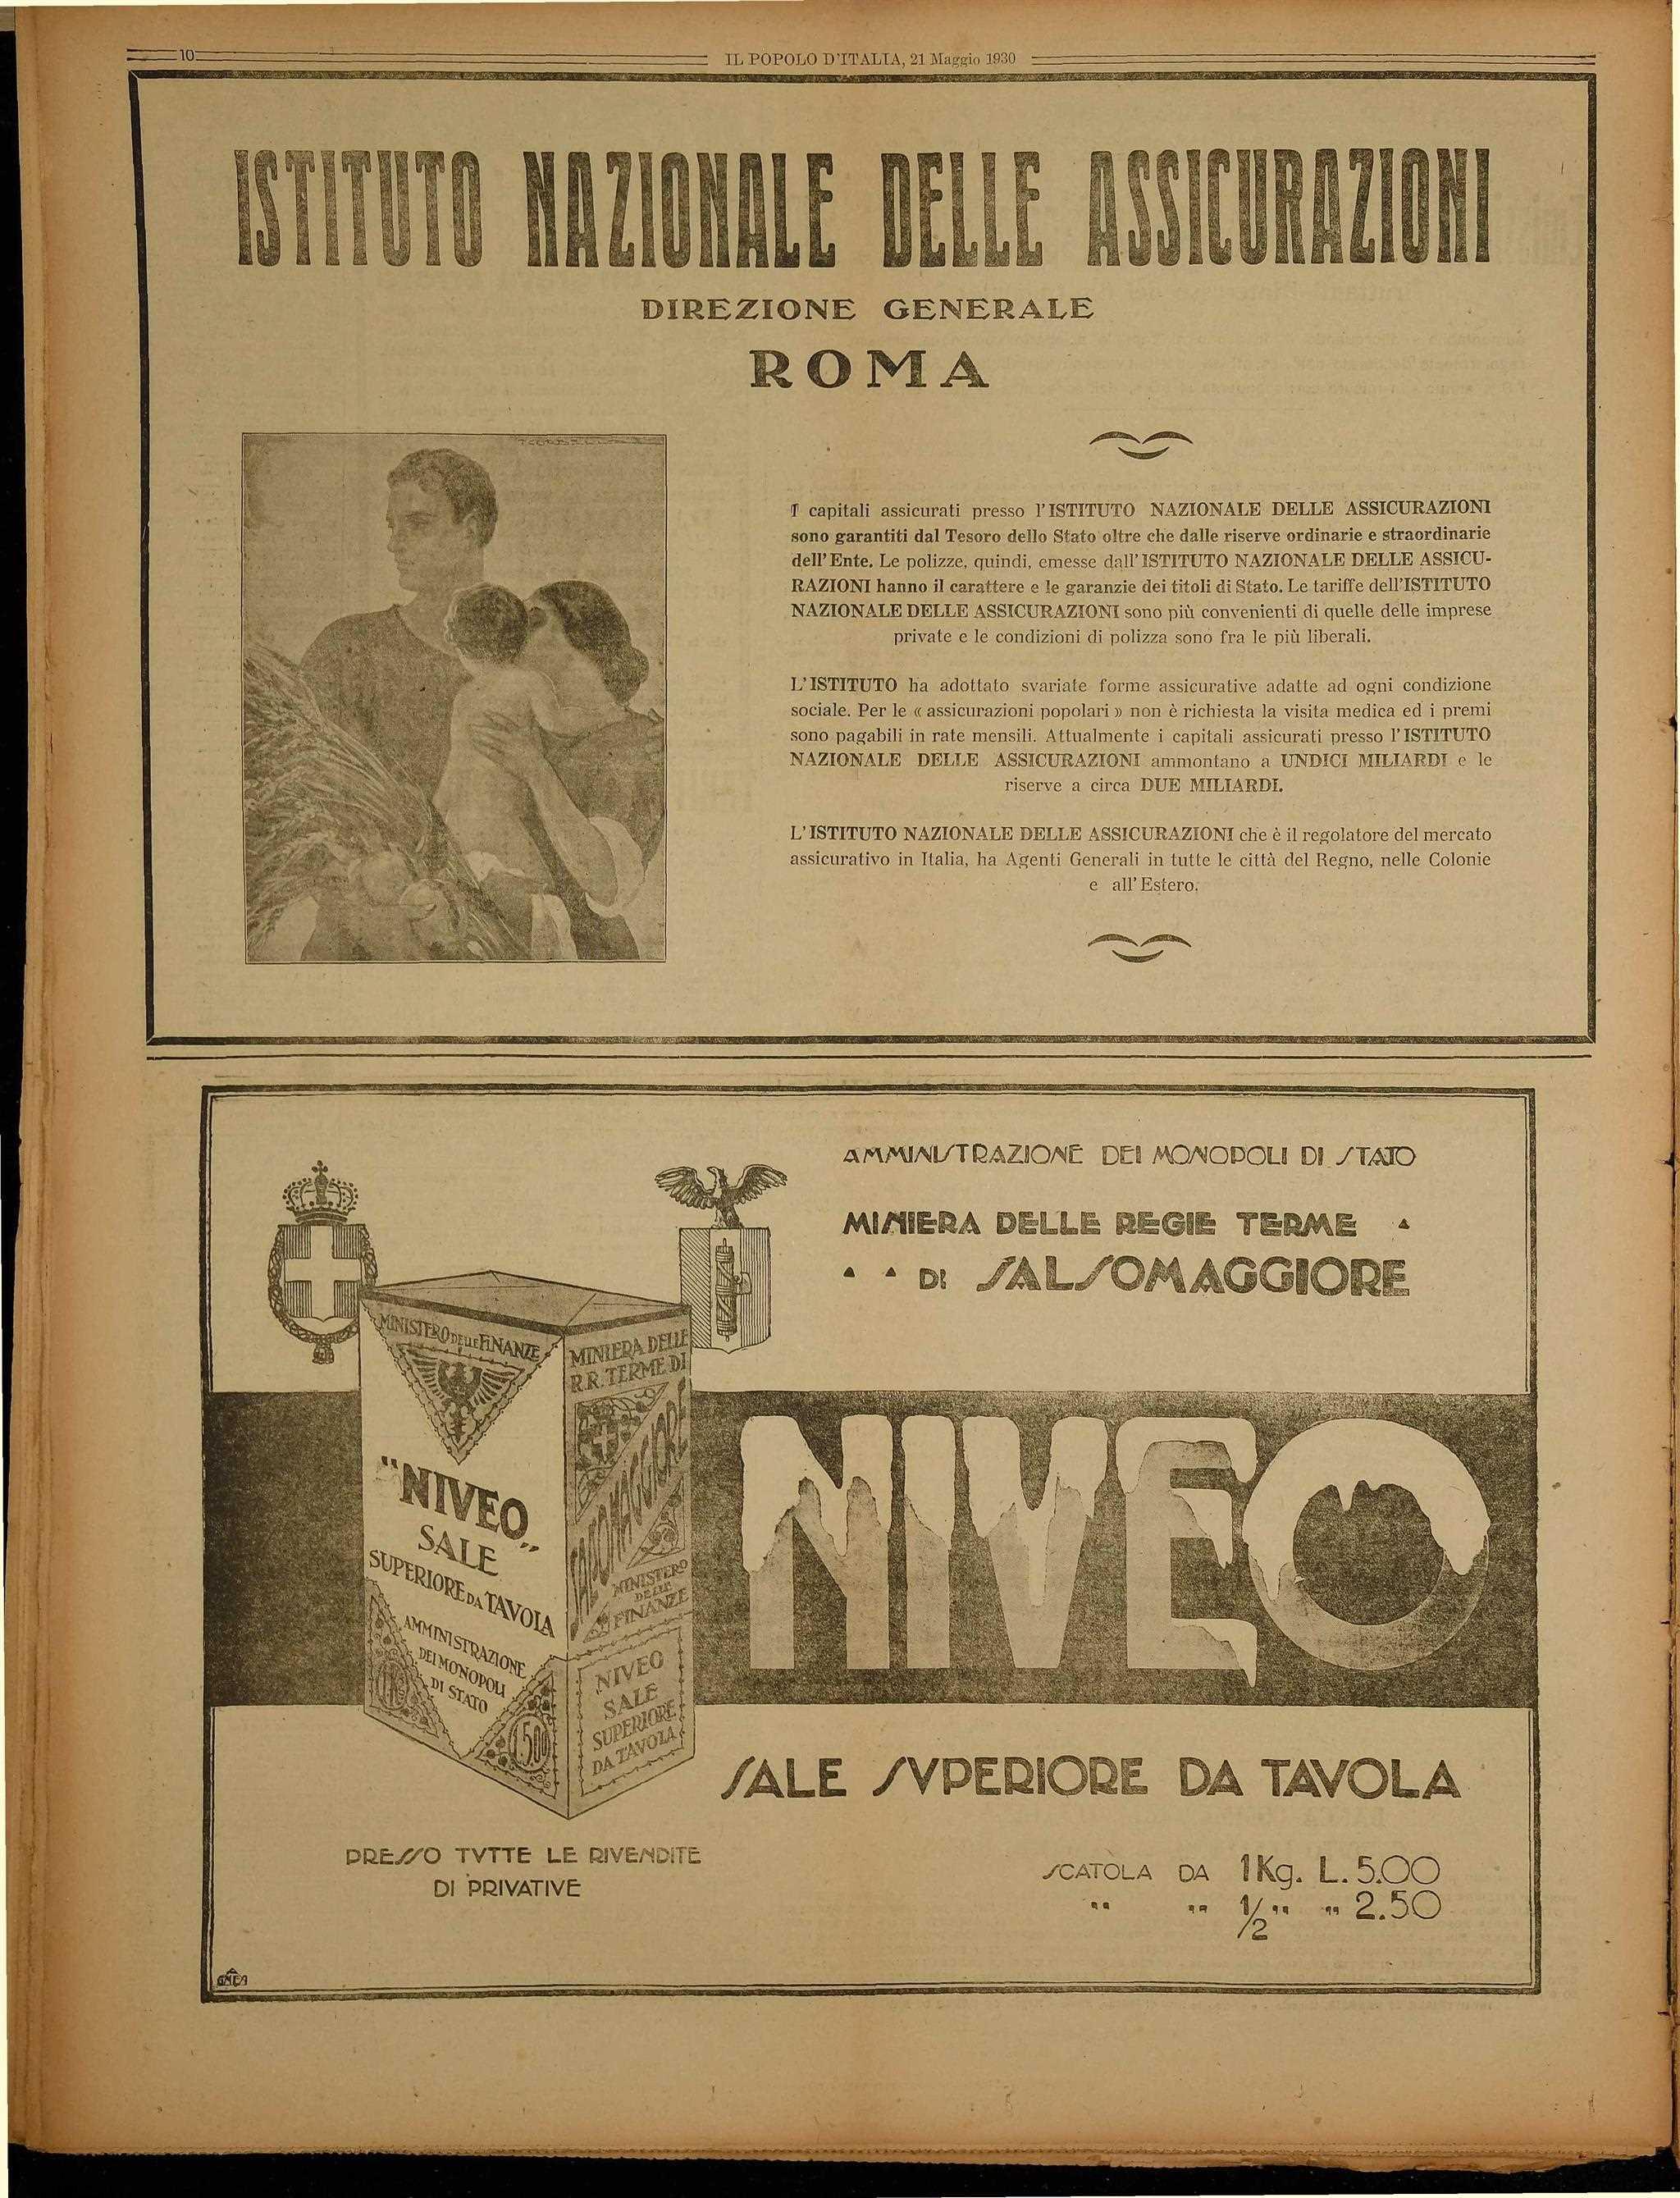 10
IL POPOLO D'ITALIA, 21 Maggio 1930
ISTITUTO NAZIONALE DELLE ASSICURAZIONI
DIREZIONE GENERALE
ROMA
I capitali assicurati presso l'ISTITUTO NAZIONALE DELLE ASSICURAZIONI
sono garantiti dal Tesoro dello Stato oltre che dalle riserve ordinarie e straordinarie
dell'Ente. Le polizze, quindi, emesse dall'ISTITUTO NAZIONALE DELLE ASSICU-
RAZIONI hanno il carattere e le garanzie dei titoli di Stato. Le tariffe dell'ISTITUTO
NAZIONALE DELLE ASSICURAZIONI sono più convenienti di quelle delle imprese
private e le condizioni di polizza sono fra le più liberali.
L'ISTITUTO ha adottato svariate forme assicurative adatte ad ogni condizione
sociale. Per le « assicurazioni popolari » non è richiesta la visita medica ed i premi
sono pagabili in rate mensili. Attualmente i capitali assicurati presso l'ISTITUTO
NAZIONALE DELLE ASSICURAZIONI ammontano a UNDICI MILIARDI e le
riserve a circa DUE MILIARDI.
L'ISTITUTO NAZIONALE DELLE ASSICURAZIONI che è il regolatore del mercato
assicurativo in Italia, ha Agenti Generali in tutte le città del Regno, nelle Colonie
e all'Estero.
AMMINISTRAZIONE DEI MONOPOLI DI STATO
MINIERA DELLE REGIE TERME
DI SALSOMAGGIORE
MINISTERO DELLE FINANZE
"NIVEO„
SALE
SUPERIORE DA TAVOLA
AMMINISTRAZIONE
DEI MONOPOLI
DI STATO
1.500
MINIERA DELLE
R.R. TERME DI
SALSOMAGGIORE
MINISTERO
DELLE
FINANZE
NIVEO
SALE
SUPERIORE
DA TAVOLA
NIVEO
SALE SVPERIORE DA TAVOLA
PRESSO TVTTE LE RIVENDITE
DI PRIVATIVE
SCATOLA DA 1 Kg. L. 5.00
" " 1/2 " " 2.50